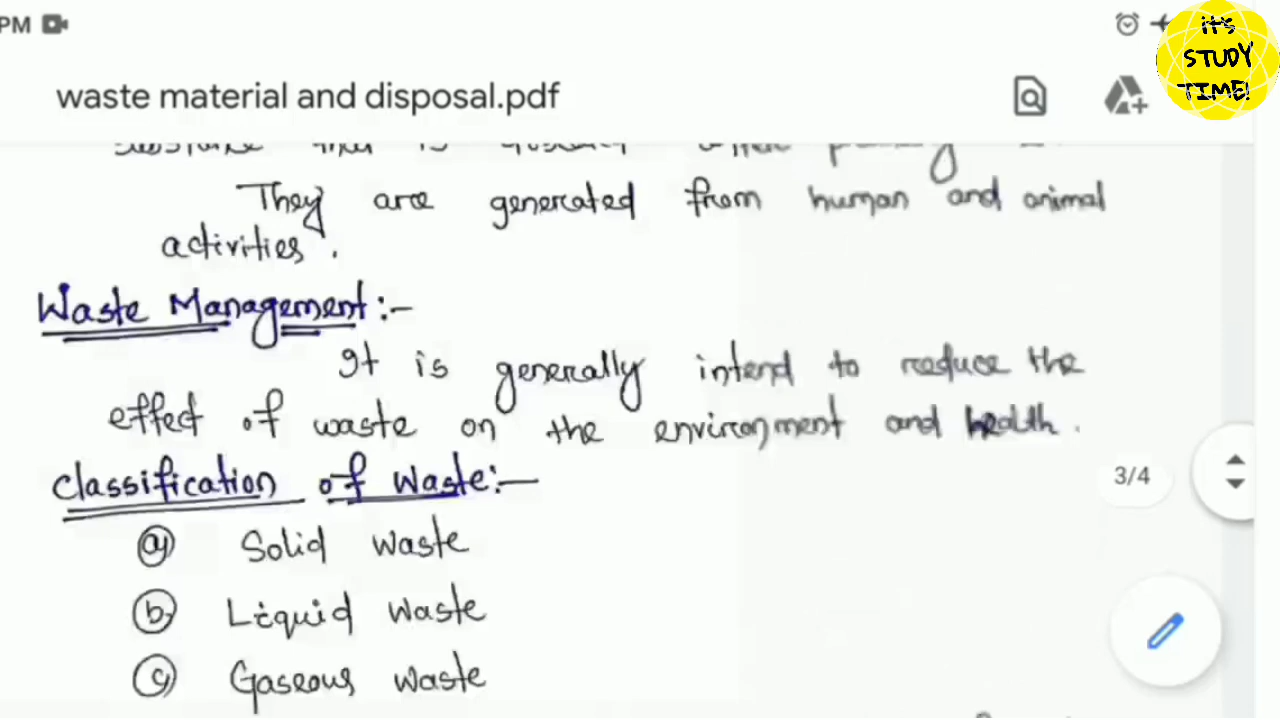 PM
IT'S
STUDY
TIME!
waste material and disposal.pdf
that is
They are generated from human and animal
activities.
Waste Management:-
It is generally intend to reduce the
effect of waste on the environment and health.
Classification of Waste:-
3/4
(a) Solid waste
(b) Liquid waste
(c) Gaseous waste